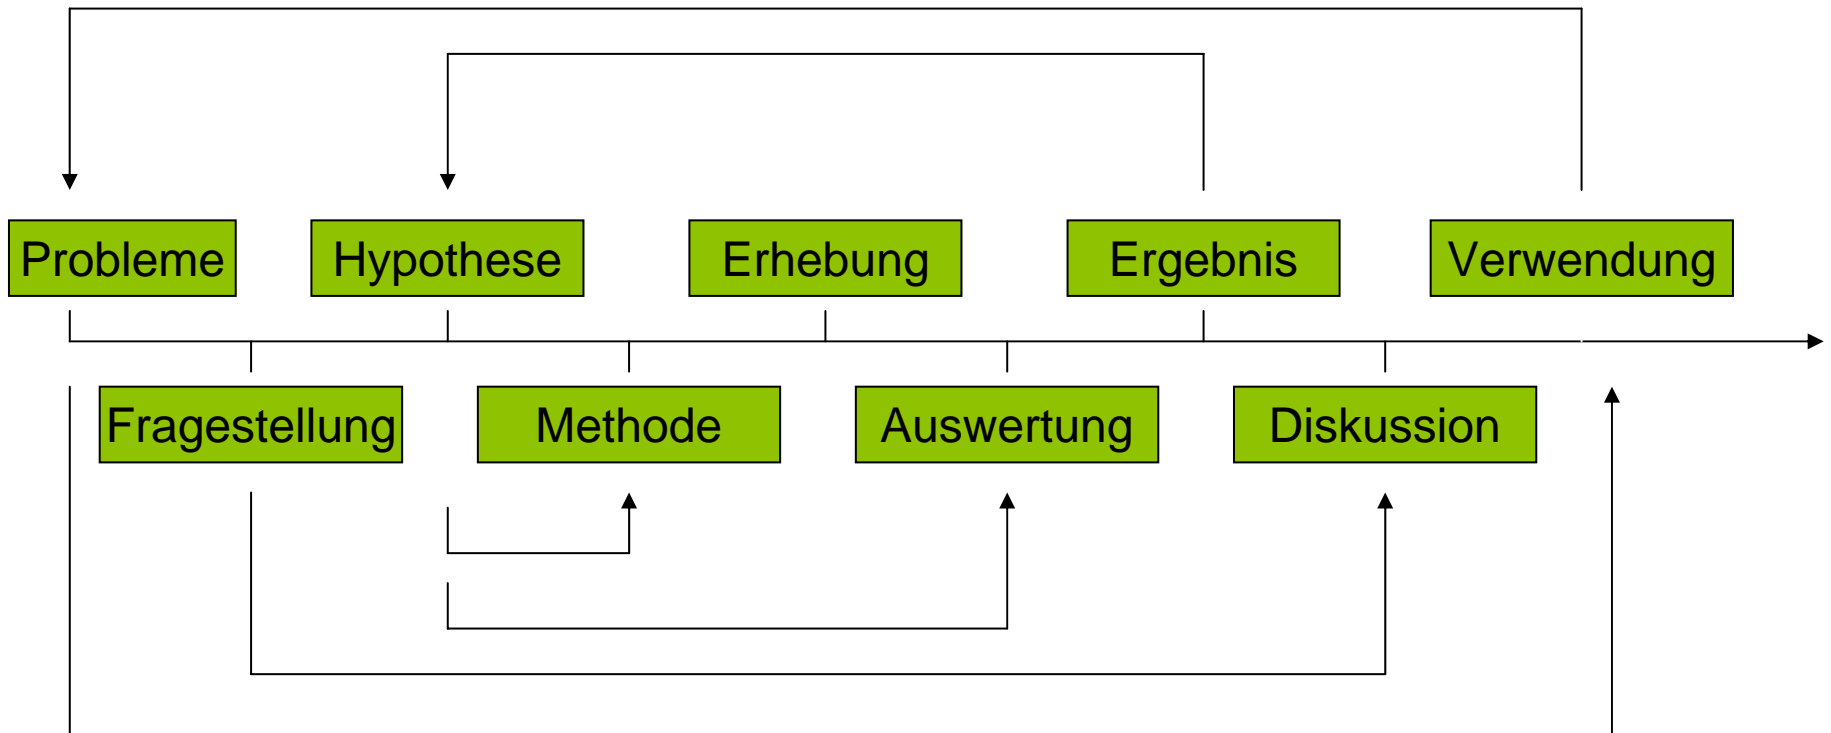 Probleme
Hypothese
Erhebung
Ergebnis
Verwendung
Fragestellung
Methode
Auswertung
Diskussion